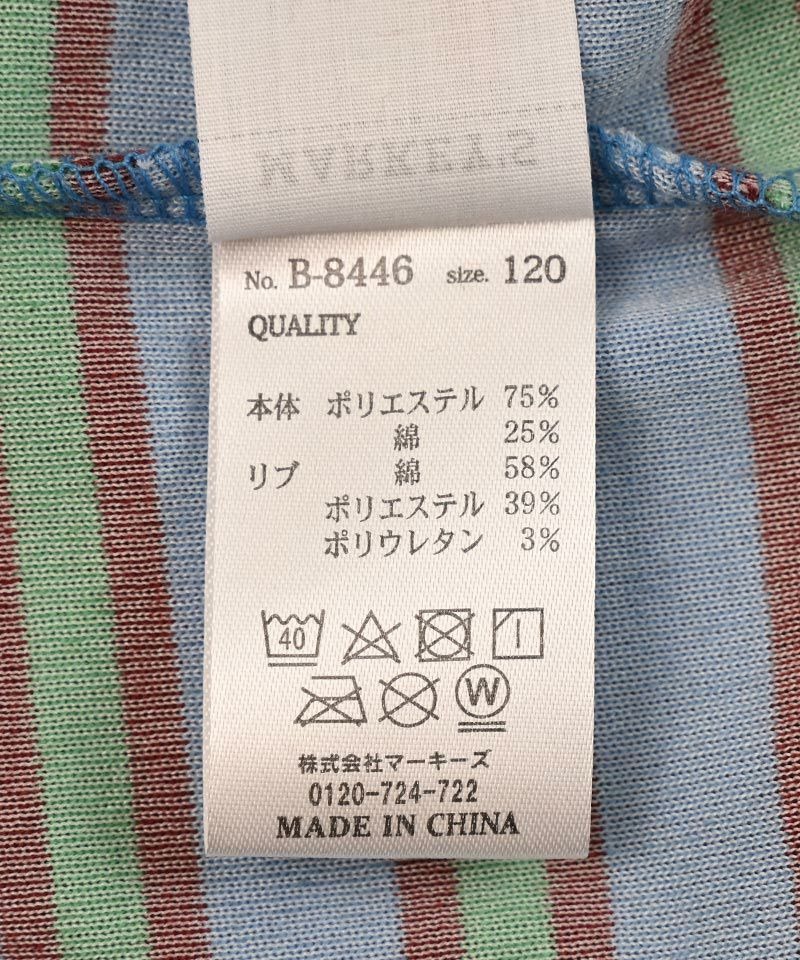 MARKEY'S
No. B-8446 size. 120
QUALITY
本体 ポリエステル 75%
綿 25%
リブ 綿 58%
ポリエステル 39%
ポリウレタン 3%
40
W
株式会社マーキーズ
0120-724-722
MADE IN CHINA